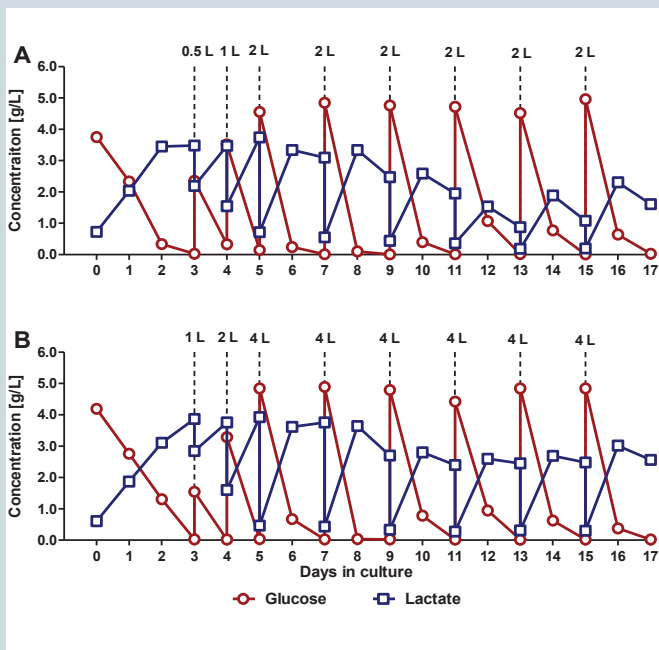 A
0.5 L 1 L 2 L 2 L 2 L 2 L 2 L 2 L
Concentraiton [g/L]
6.0
5.0
4.0
3.0
2.0
1.0
0.0
0 1 2 3 4 5 6 7 8 9 10 11 12 13 14 15 16 17
B
1 L 2 L 4 L 4 L 4 L 4 L 4 L 4 L
Concentration [g/L]
6.0
5.0
4.0
3.0
2.0
1.0
0.0
0 1 2 3 4 5 6 7 8 9 10 11 12 13 14 15 16 17
Days in culture
Glucose Lactate